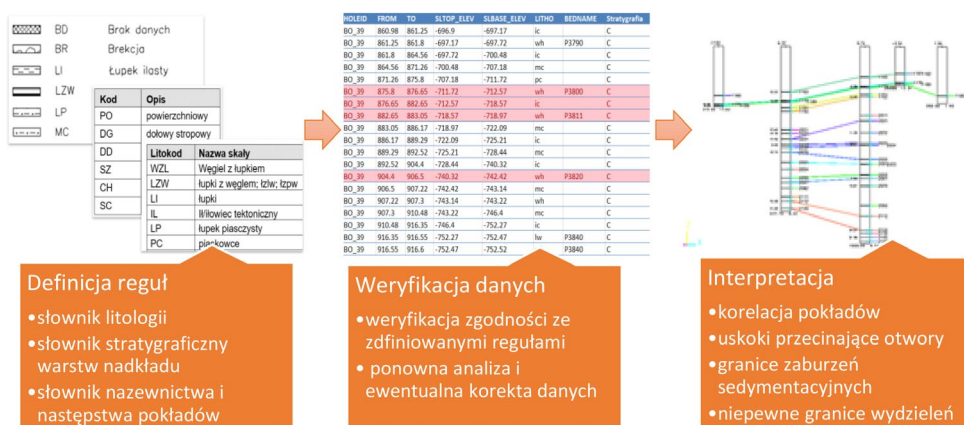 BD Brak danych
BR Brekcja
LI Łupek ilasty
LZW
LP
MC
Kod Opis
PO powierzchniowy
DG dołowy stropowy
DD
SZ
CH
SC
Litokod Nazwa skały
WZL Węgiel z łupkiem
LZW łupki z węglem; łzlw; łzpw
LI łupki
IL Ił/iłowiec tektoniczny
LP łupek piaszczysty
PC piaskowce
HOLEID FROM TO SLTOP_ELEV SLBASE_ELEV LITHO BEDNAME Stratygrafia
BO_39 860.98 861.25 -696.9 -697.17 ic C
BO_39 861.25 861.8 -697.17 -697.72 wh P3790 C
BO_39 861.8 864.56 -697.72 -700.48 ic C
BO_39 864.56 871.26 -700.48 -707.18 mc C
BO_39 871.26 875.8 -707.18 -711.72 pc C
BO_39 875.8 876.65 -711.72 -712.57 wh P3800 C
BO_39 876.65 882.65 -712.57 -718.57 ic C
BO_39 882.65 883.05 -718.57 -718.97 wh P3811 C
BO_39 883.05 886.17 -718.97 -722.09 mc C
BO_39 886.17 889.29 -722.09 -725.21 ic C
BO_39 889.29 892.52 -725.21 -728.44 mc C
BO_39 892.52 904.4 -728.44 -740.32 ic C
BO_39 904.4 906.5 -740.32 -742.42 wh P3820 C
BO_39 906.5 907.22 -742.42 -743.14 mc C
BO_39 907.22 907.3 -743.14 -743.22 wh C
BO_39 907.3 910.48 -743.22 -746.4 mc C
BO_39 910.48 916.35 -746.4 -752.27 ic C
BO_39 916.35 916.55 -752.27 -752.47 lw P3840 C
BO_39 916.55 916.6 -752.47 -752.52 P3840 C
Definicja reguł
•słownik litologii
•słownik stratygraficzny
warstw nadkładu
•słownik nazewnictwa i
następstwa pokładów
Weryfikacja danych
•weryfikacja zgodności ze
zdfiniowanymi regułami
• ponowna analiza i
ewentualna korekta danych
Interpretacja
•korelacja pokładów
•uskoki przecinające otwory
•granice zaburzeń
sedymentacyjnych
•niepewne granice wydzieleń